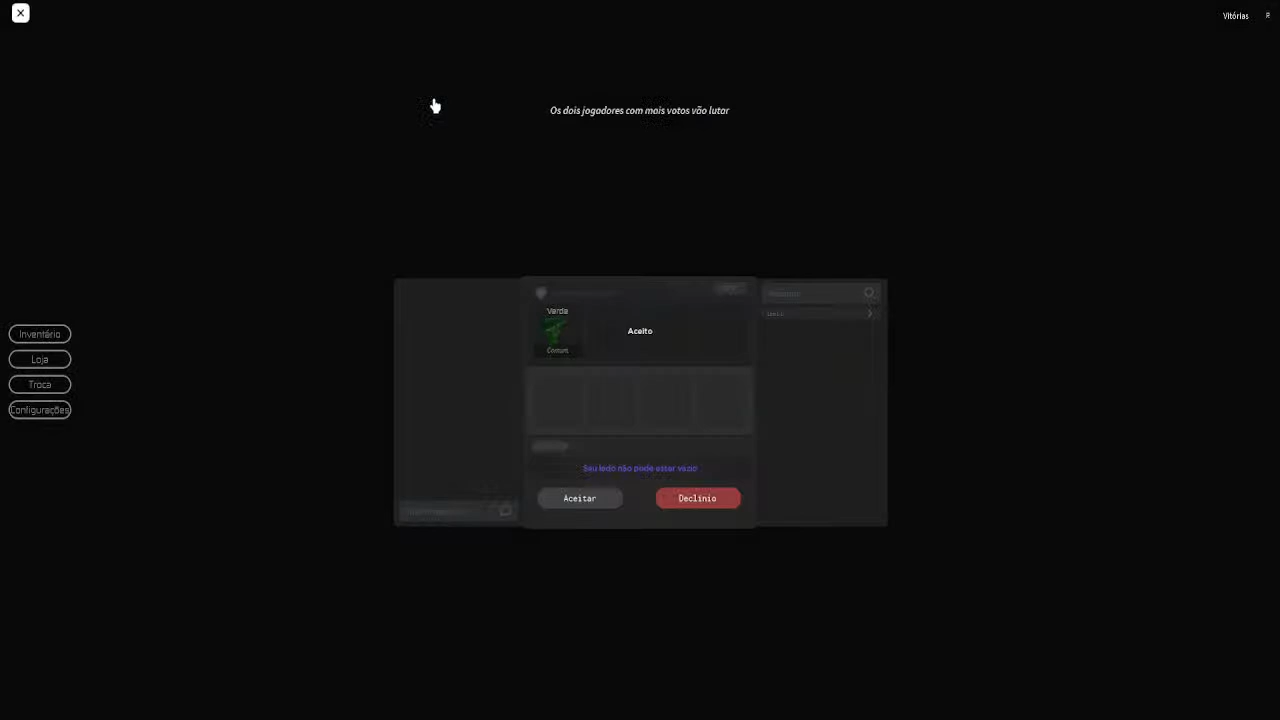 Vitórias
R
Os dois jogadores com mais votos vão lutar
Verde
Aceito
Comum
Inventário
Loja
Troca
Configurações
Seu lado não pode estar vazio
Aceitar
Declínio